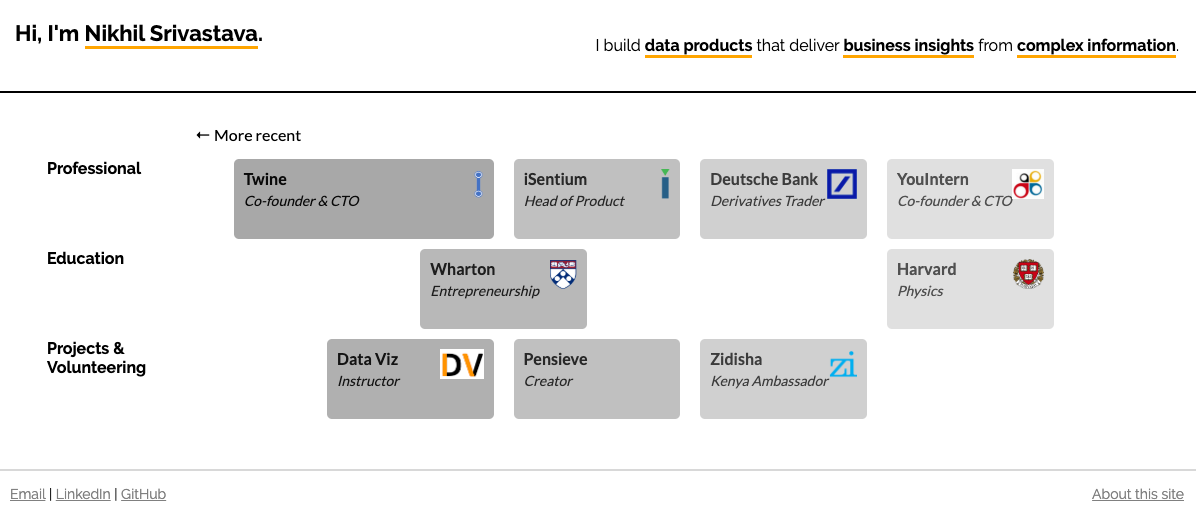 Hi, I'm Nikhil Srivastava.
I build data products that deliver business insights from complex information.
← More recent
Professional
Twine
Co-founder & CTO
iSentium
Head of Product
Deutsche Bank
Derivatives Trader
YouIntern
Co-founder & CTO
Education
Wharton
Entrepreneurship
Harvard
Physics
Projects &
Volunteering
Data Viz
Instructor
DV
Pensieve
Creator
Zidisha
Kenya Ambassador
zi
Email | LinkedIn | GitHub
About this site